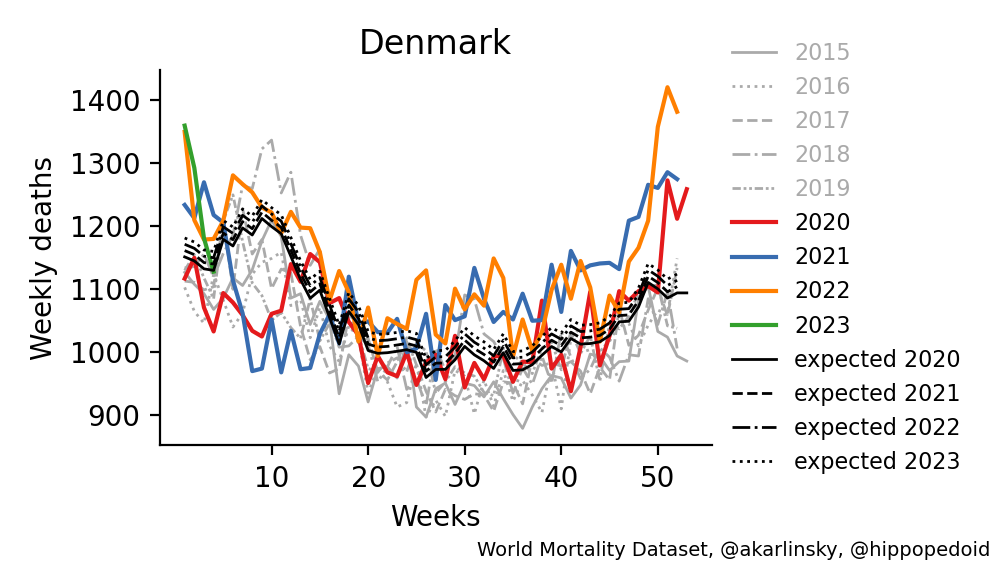 Denmark
Weekly deaths
1400
1300
1200
1100
1000
900
10 20 30 40 50
Weeks
2015
2016
2017
2018
2019
2020
2021
2022
2023
expected 2020
expected 2021
expected 2022
expected 2023
World Mortality Dataset, @akarlinsky, @hippopedoid